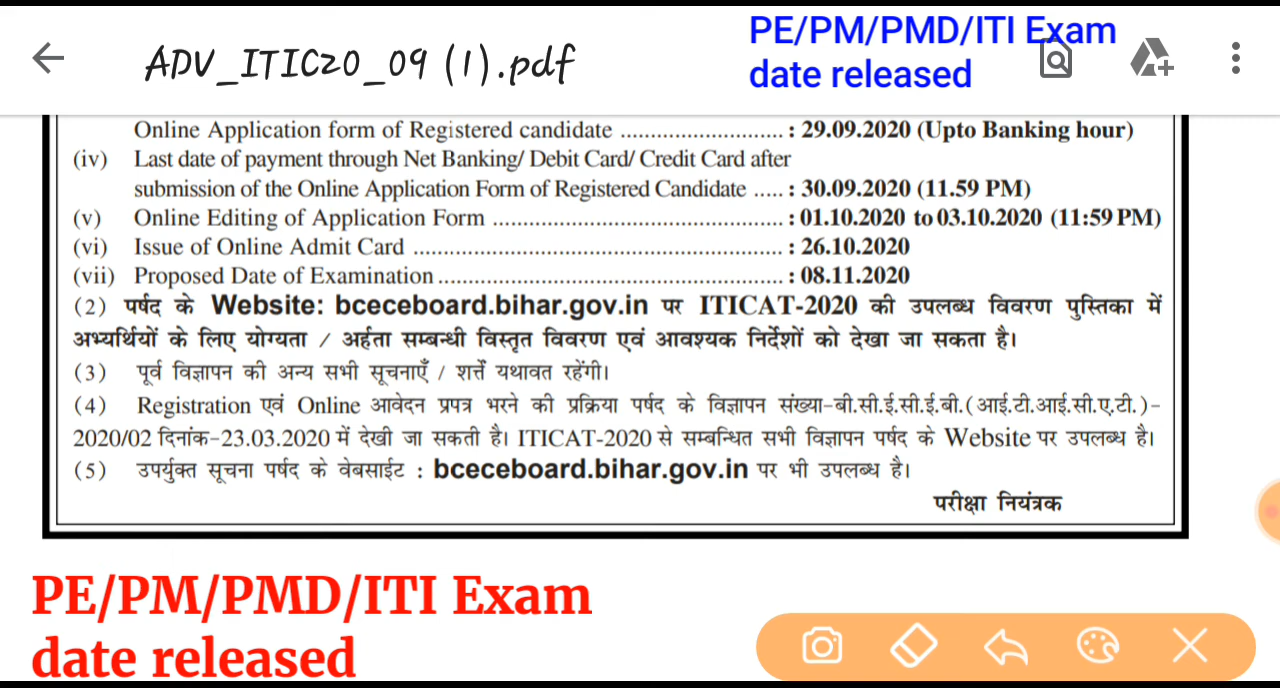 ADV_ITIC20_09 (1).pdf
PE/PM/PMD/ITI Exam
date released
Online Application form of Registered candidate ............................ : 29.09.2020 (Upto Banking hour)
(iv) Last date of payment through Net Banking/ Debit Card/ Credit Card after
submission of the Online Application Form of Registered Candidate ..... : 30.09.2020 (11.59 PM)
(v) Online Editing of Application Form .................................................. : 01.10.2020 to 03.10.2020 (11:59 PM)
(vi) Issue of Online Admit Card ................................................................ : 26.10.2020
(vii) Proposed Date of Examination ............................................................ : 08.11.2020
(2) पर्षद के Website: bceceboard.bihar.gov.in पर ITICAT-2020 की उपलब्ध विवरण पुस्तिका में
अभ्यर्थियों के लिए योग्यता / अर्हता सम्बन्धी विस्तृत विवरण एवं आवश्यक निर्देशों को देखा जा सकता है।
(3) पूर्व विज्ञापन की अन्य सभी सूचनाएँ / शर्त्तें यथावत रहेंगी।
(4) Registration एवं Online आवेदन प्रपत्र भरने की प्रक्रिया पर्षद के विज्ञापन संख्या-बी.सी.ई.सी.ई.बी.(आई.टी.आई.सी.ए.टी.)-
2020/02 दिनांक-23.03.2020 में देखी जा सकती है। ITICAT-2020 से सम्बन्धित सभी विज्ञापन पर्षद के Website पर उपलब्ध है।
(5) उपर्युक्त सूचना पर्षद के वेबसाईट : bceceboard.bihar.gov.in पर भी उपलब्ध है।
परीक्षा नियंत्रक
PE/PM/PMD/ITI Exam
date released